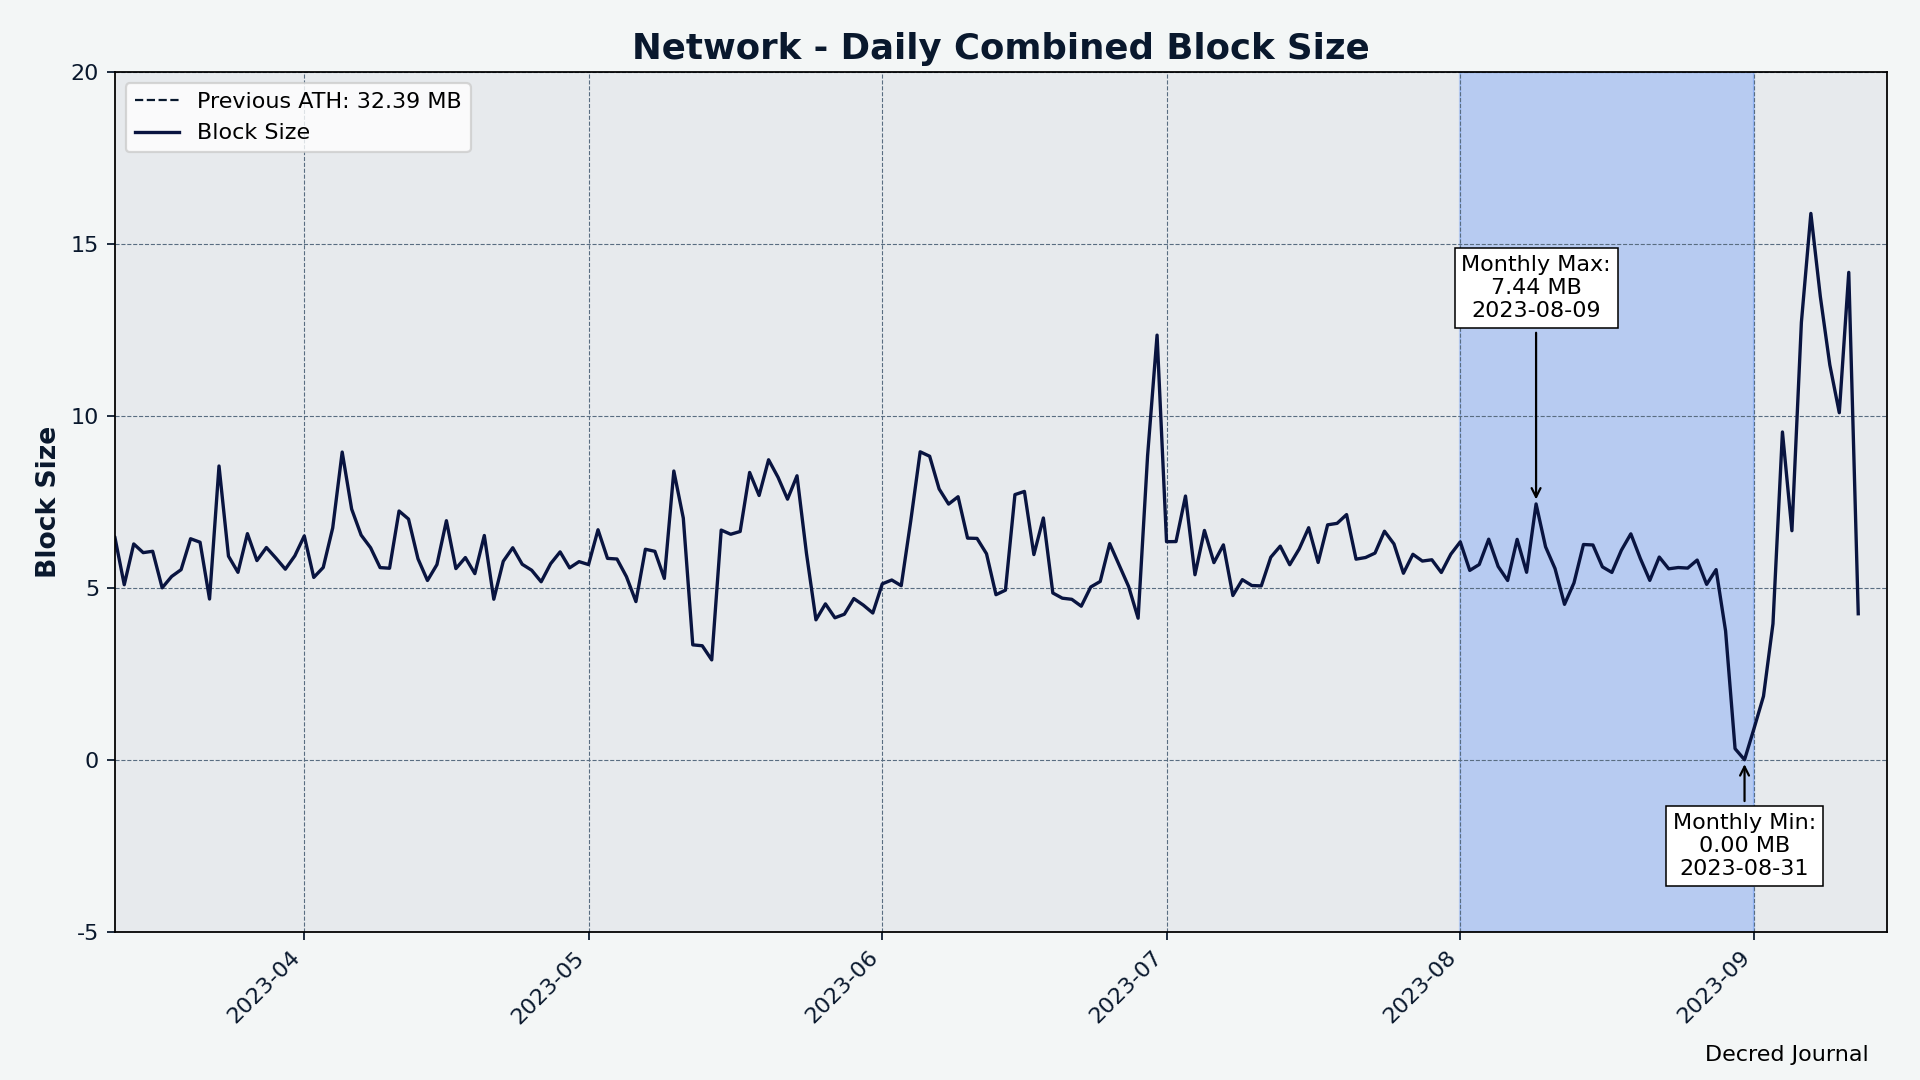 Network - Daily Combined Block Size
20
15
10
5
0
-5
Block Size
Previous ATH: 32.39 MB
Block Size
Monthly Max:
7.44 MB
2023-08-09
Monthly Min:
0.00 MB
2023-08-31
2023-04
2023-05
2023-06
2023-07
2023-08
2023-09
Decred Journal